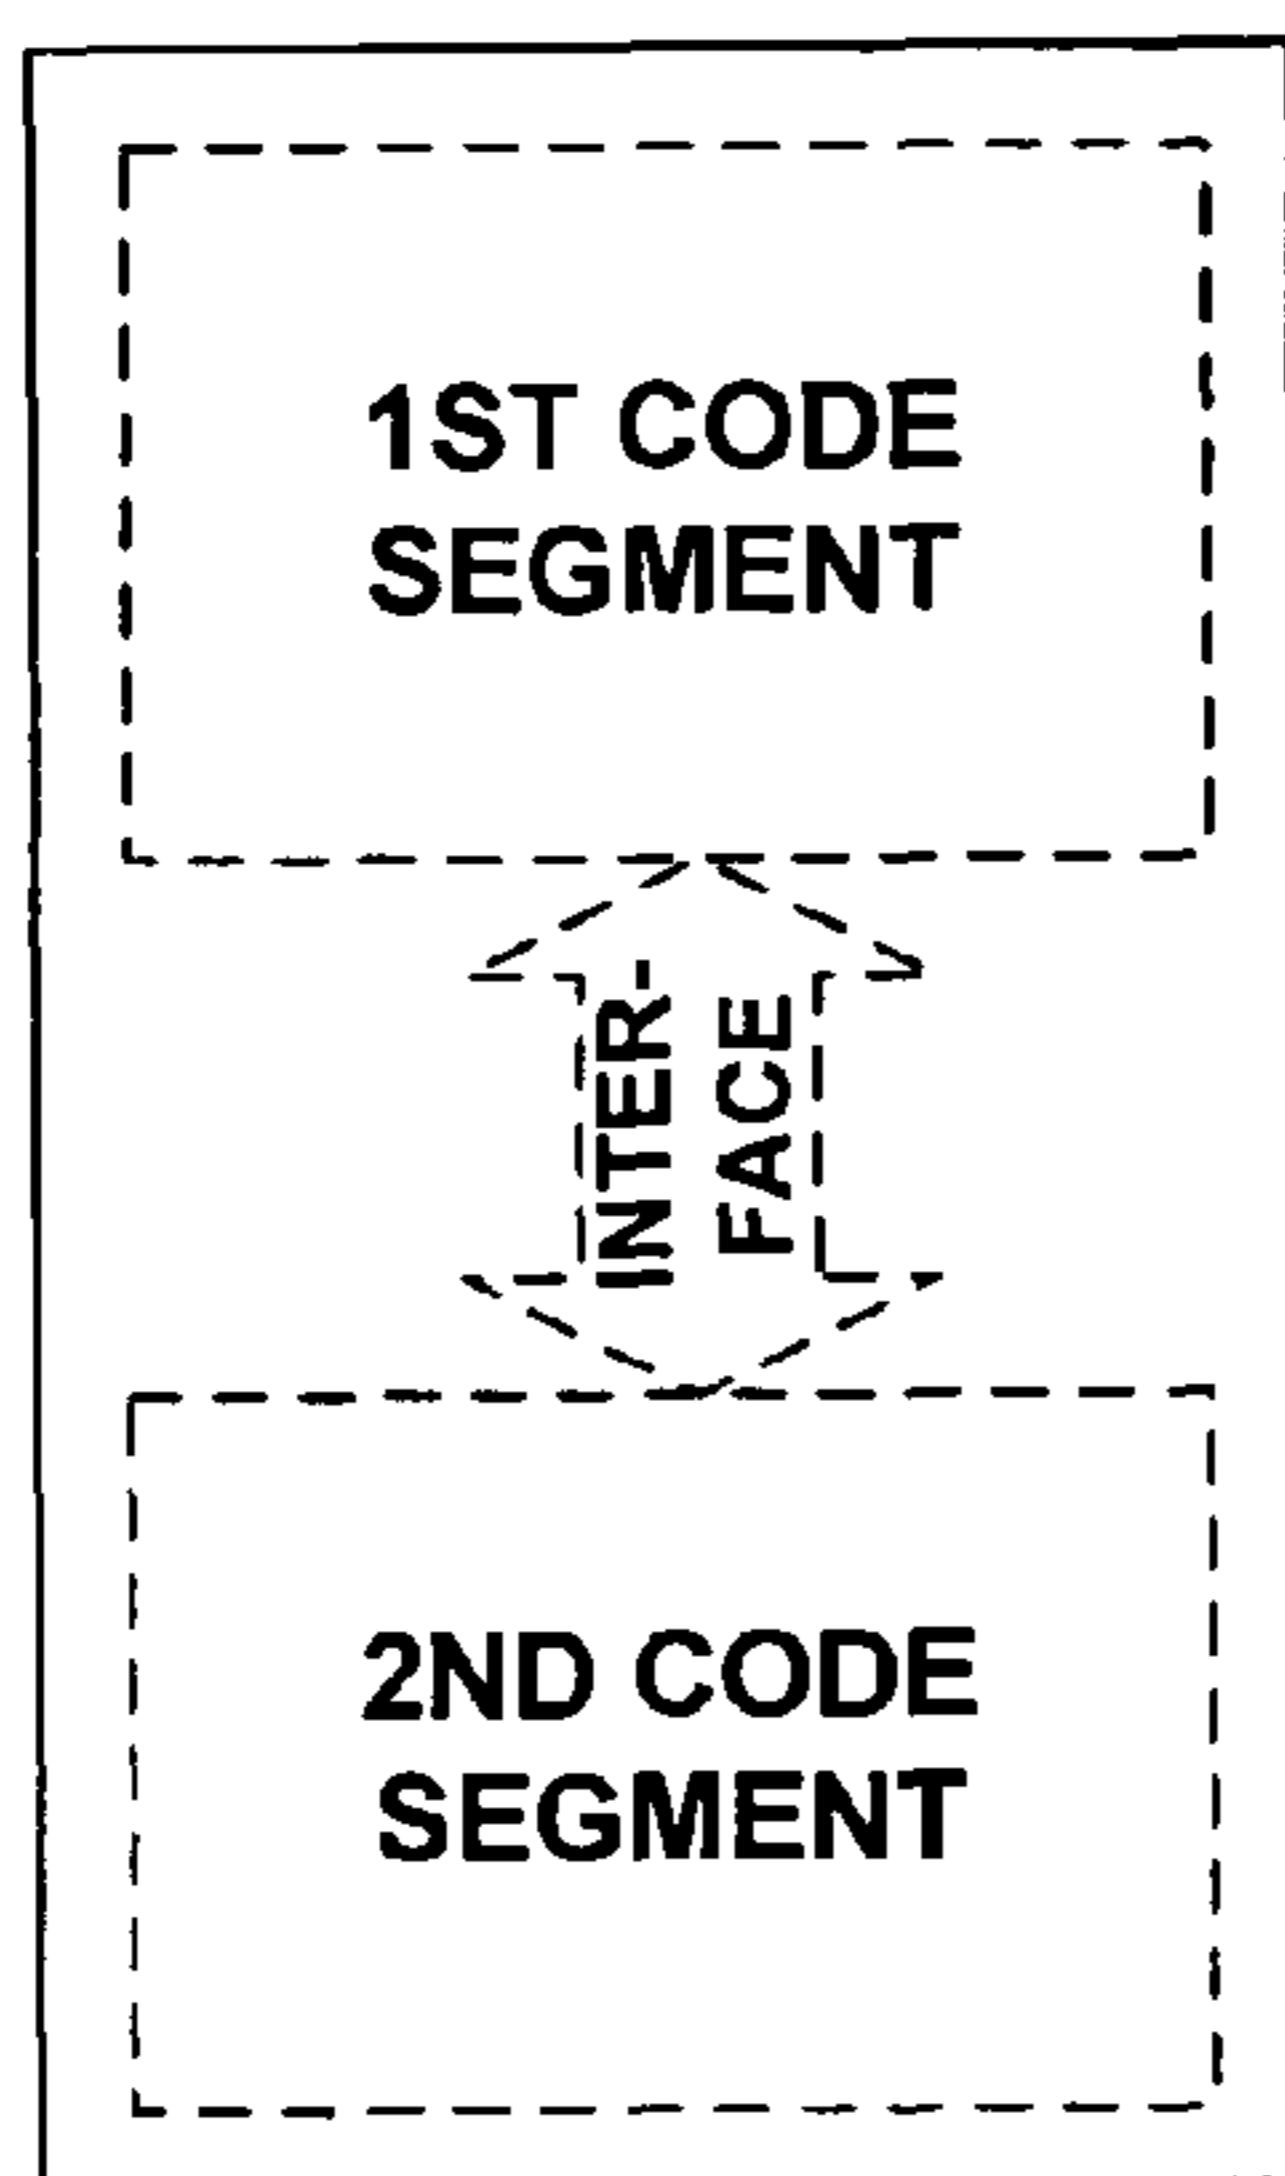 1ST CODE
SEGMENT
INTER-
FACE
2ND CODE
SEGMENT